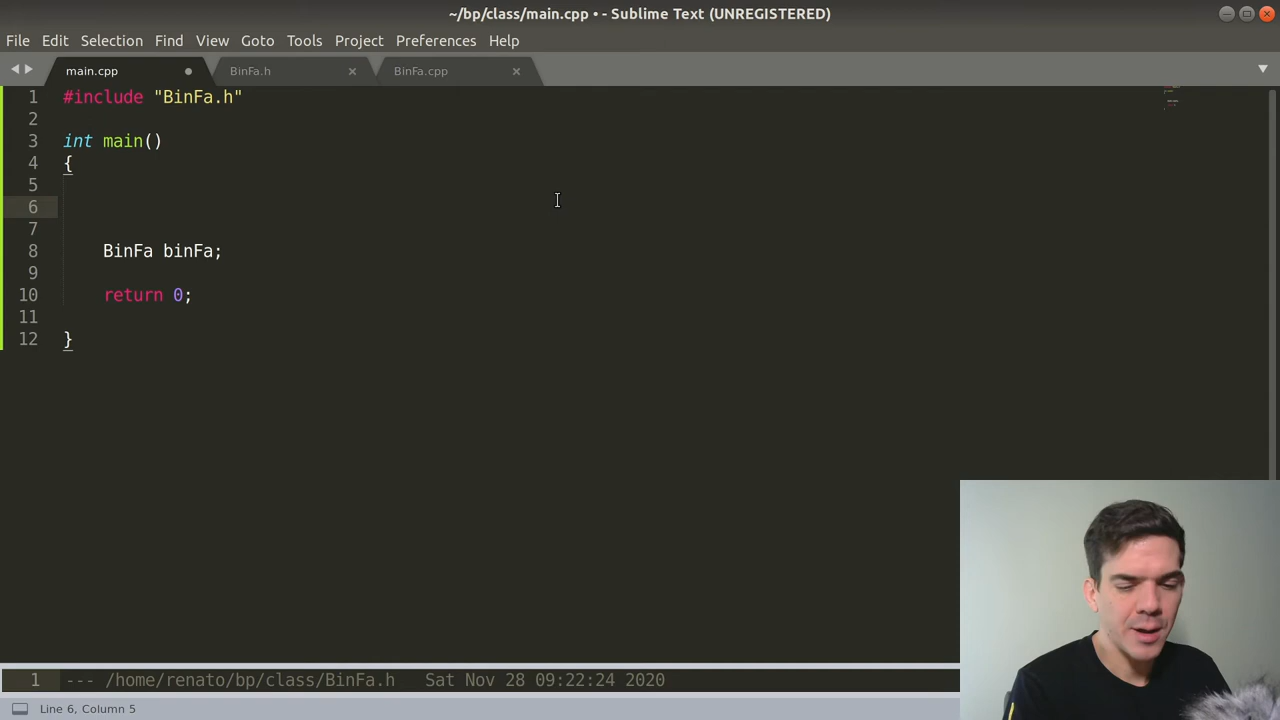 ~/bp/class/main.cpp • - Sublime Text (UNREGISTERED)
File Edit Selection Find View Goto Tools Project Preferences Help
main.cpp BinFa.h BinFa.cpp
1 #include "BinFa.h"
2
3 int main()
4 {
5
6
7
8 BinFa binFa;
9
10 return 0;
11
12 }
1 --- /home/renato/bp/class/BinFa.h Sat Nov 28 09:22:24 2020
Line 6, Column 5